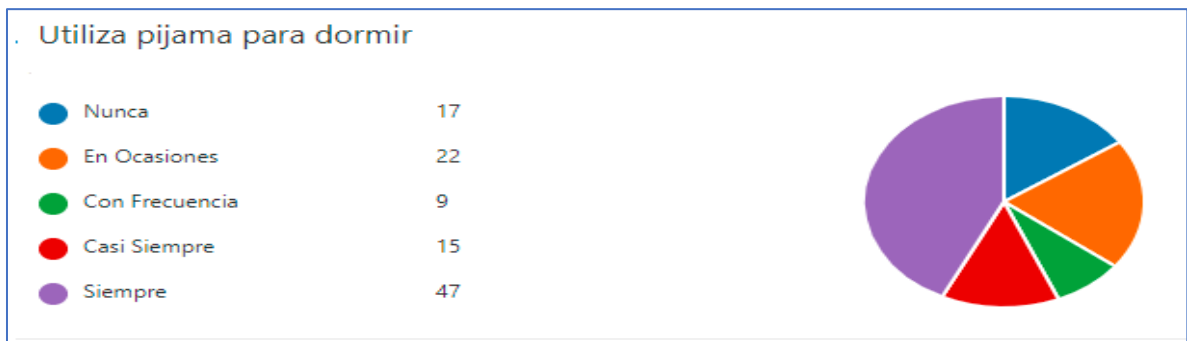 . Utiliza pijama para dormir
Nunca 17
En Ocasiones 22
Con Frecuencia 9
Casi Siempre 15
Siempre 47